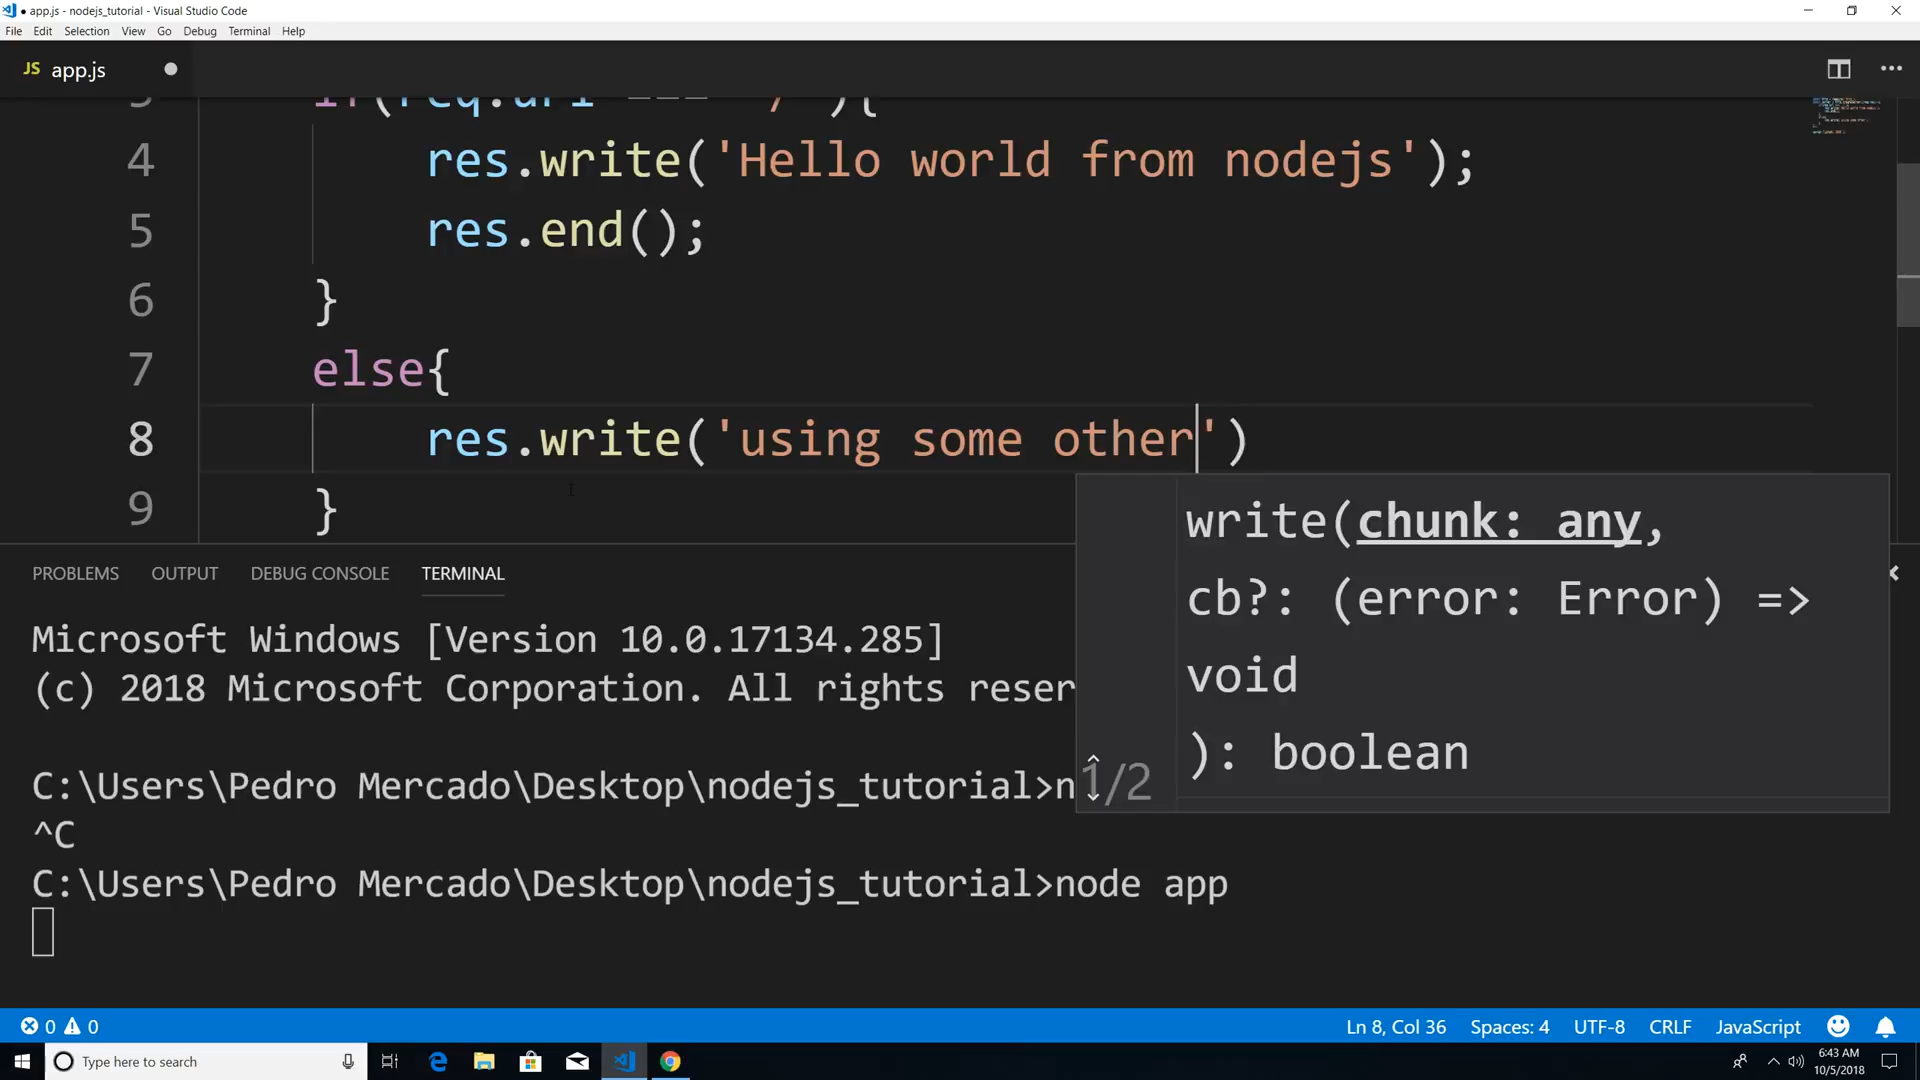 app.js - nodejs_tutorial - Visual Studio Code
File Edit Selection View Go Debug Terminal Help
JS app.js
3 if(req.url === '/'){
4 res.write('Hello world from nodejs');
5 res.end();
6 }
7 else{
8 res.write('using some other')
9 }
write(chunk: any,
cb?: (error: Error) =>
void
): boolean
1/2
PROBLEMS OUTPUT DEBUG CONSOLE TERMINAL
Microsoft Windows [Version 10.0.17134.285]
(c) 2018 Microsoft Corporation. All rights reser
C:\Users\Pedro Mercado\Desktop\nodejs_tutorial>n
^C
C:\Users\Pedro Mercado\Desktop\nodejs_tutorial>node app
0 0
Ln 8, Col 36 Spaces: 4 UTF-8 CRLF JavaScript
Type here to search
6:43 AM
10/5/2018